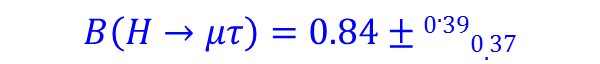 B(H → μτ) = 0.84 ± 0.39 0.37